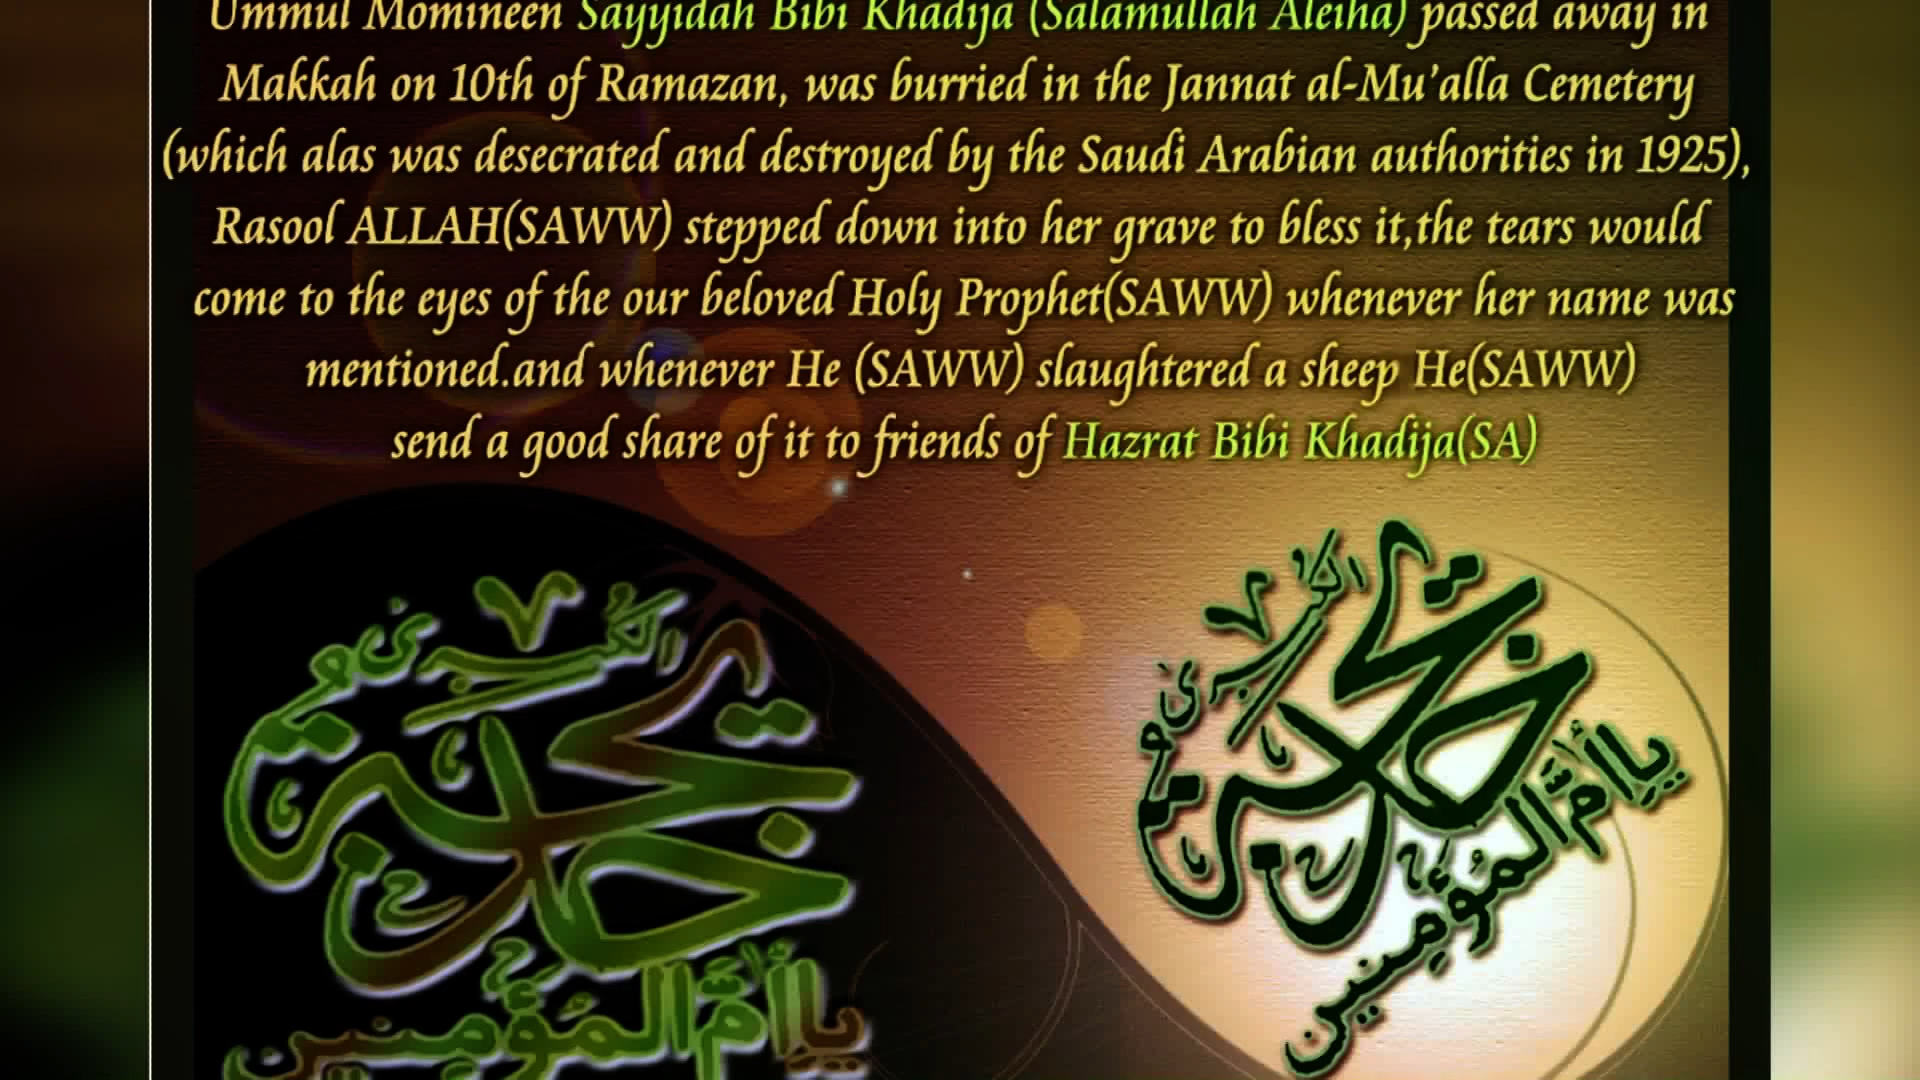 Ummul Momineen Sayyidah Bibi Khadija (Salamullah Aleiha) passed away in
Makkah on 10th of Ramazan, was burried in the Jannat al-Mu'alla Cemetery
(which alas was desecrated and destroyed by the Saudi Arabian authorities in 1925),
Rasool ALLAH(SAWW) stepped down into her grave to bless it,the tears would
come to the eyes of the our beloved Holy Prophet(SAWW) whenever her name was
mentioned.and whenever He (SAWW) slaughtered a sheep He(SAWW)
send a good share of it to friends of Hazrat Bibi Khadija(SA)
خديجة الكبرى
يا أم المؤمنين
خديجة الكبرى
يا أم المؤمنين